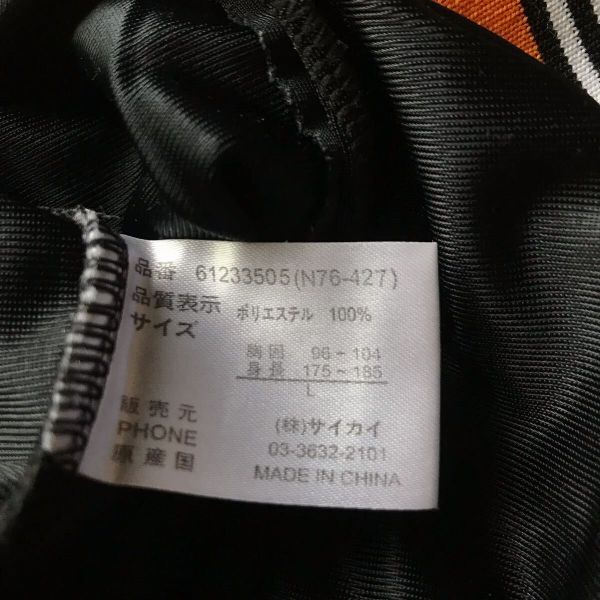 品番 61233505(N76-427)
品質表示 ポリエステル 100%
サイズ
胸囲 96 - 104
身長 175 - 185
L
販売元 (株)サイカイ
PHONE 03-3632-2101
原産国 MADE IN CHINA